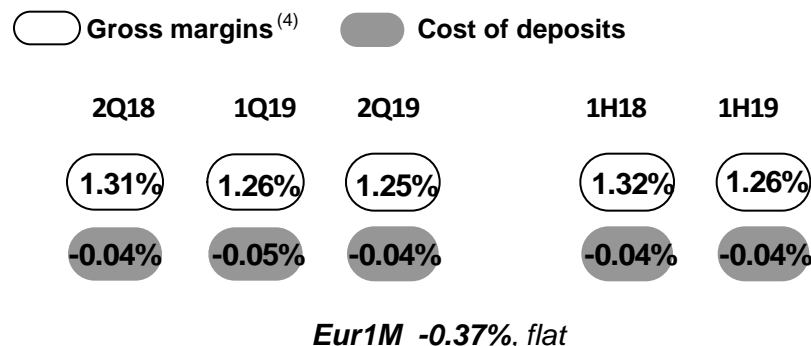 Gross margins (4) Cost of deposits
2Q18 1Q19 2Q19 1H18 1H19
1.31% 1.26% 1.25% 1.32% 1.26%
-0.04% -0.05% -0.04% -0.04% -0.04%
Eur1M -0.37%, flat